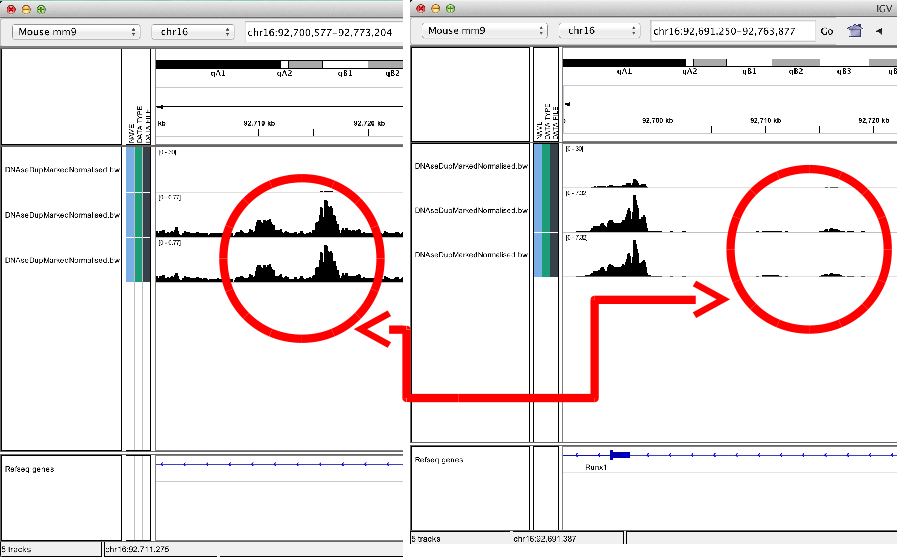 IGV
Mouse mm9 chr16 chr16:92,700,577-92,773,204
Mouse mm9 chr16 chr16:92,691,250-92,763,877 Go
qA1 qA2 qB1 qB2
qA1 qA2 qB1 qB2 qB3
kb 92,710 kb 92,720 kb
92,700 kb 92,710 kb 92,720 kb
NAME
DATA TYPE
DATA FILE
NAME
DATA TYPE
DATA FILE
DNAseDupMarkedNormalised.bw [0 - 30]
DNAseDupMarkedNormalised.bw [0 - 0.77]
DNAseDupMarkedNormalised.bw [0 - 0.77]
DNAseDupMarkedNormalised.bw [0 - 30]
DNAseDupMarkedNormalised.bw [0 - 7.32]
DNAseDupMarkedNormalised.bw [0 - 7.32]
Refseq genes
Refseq genes
Runx1
5 tracks chr16:92,711,275
5 tracks chr16:92,691,387